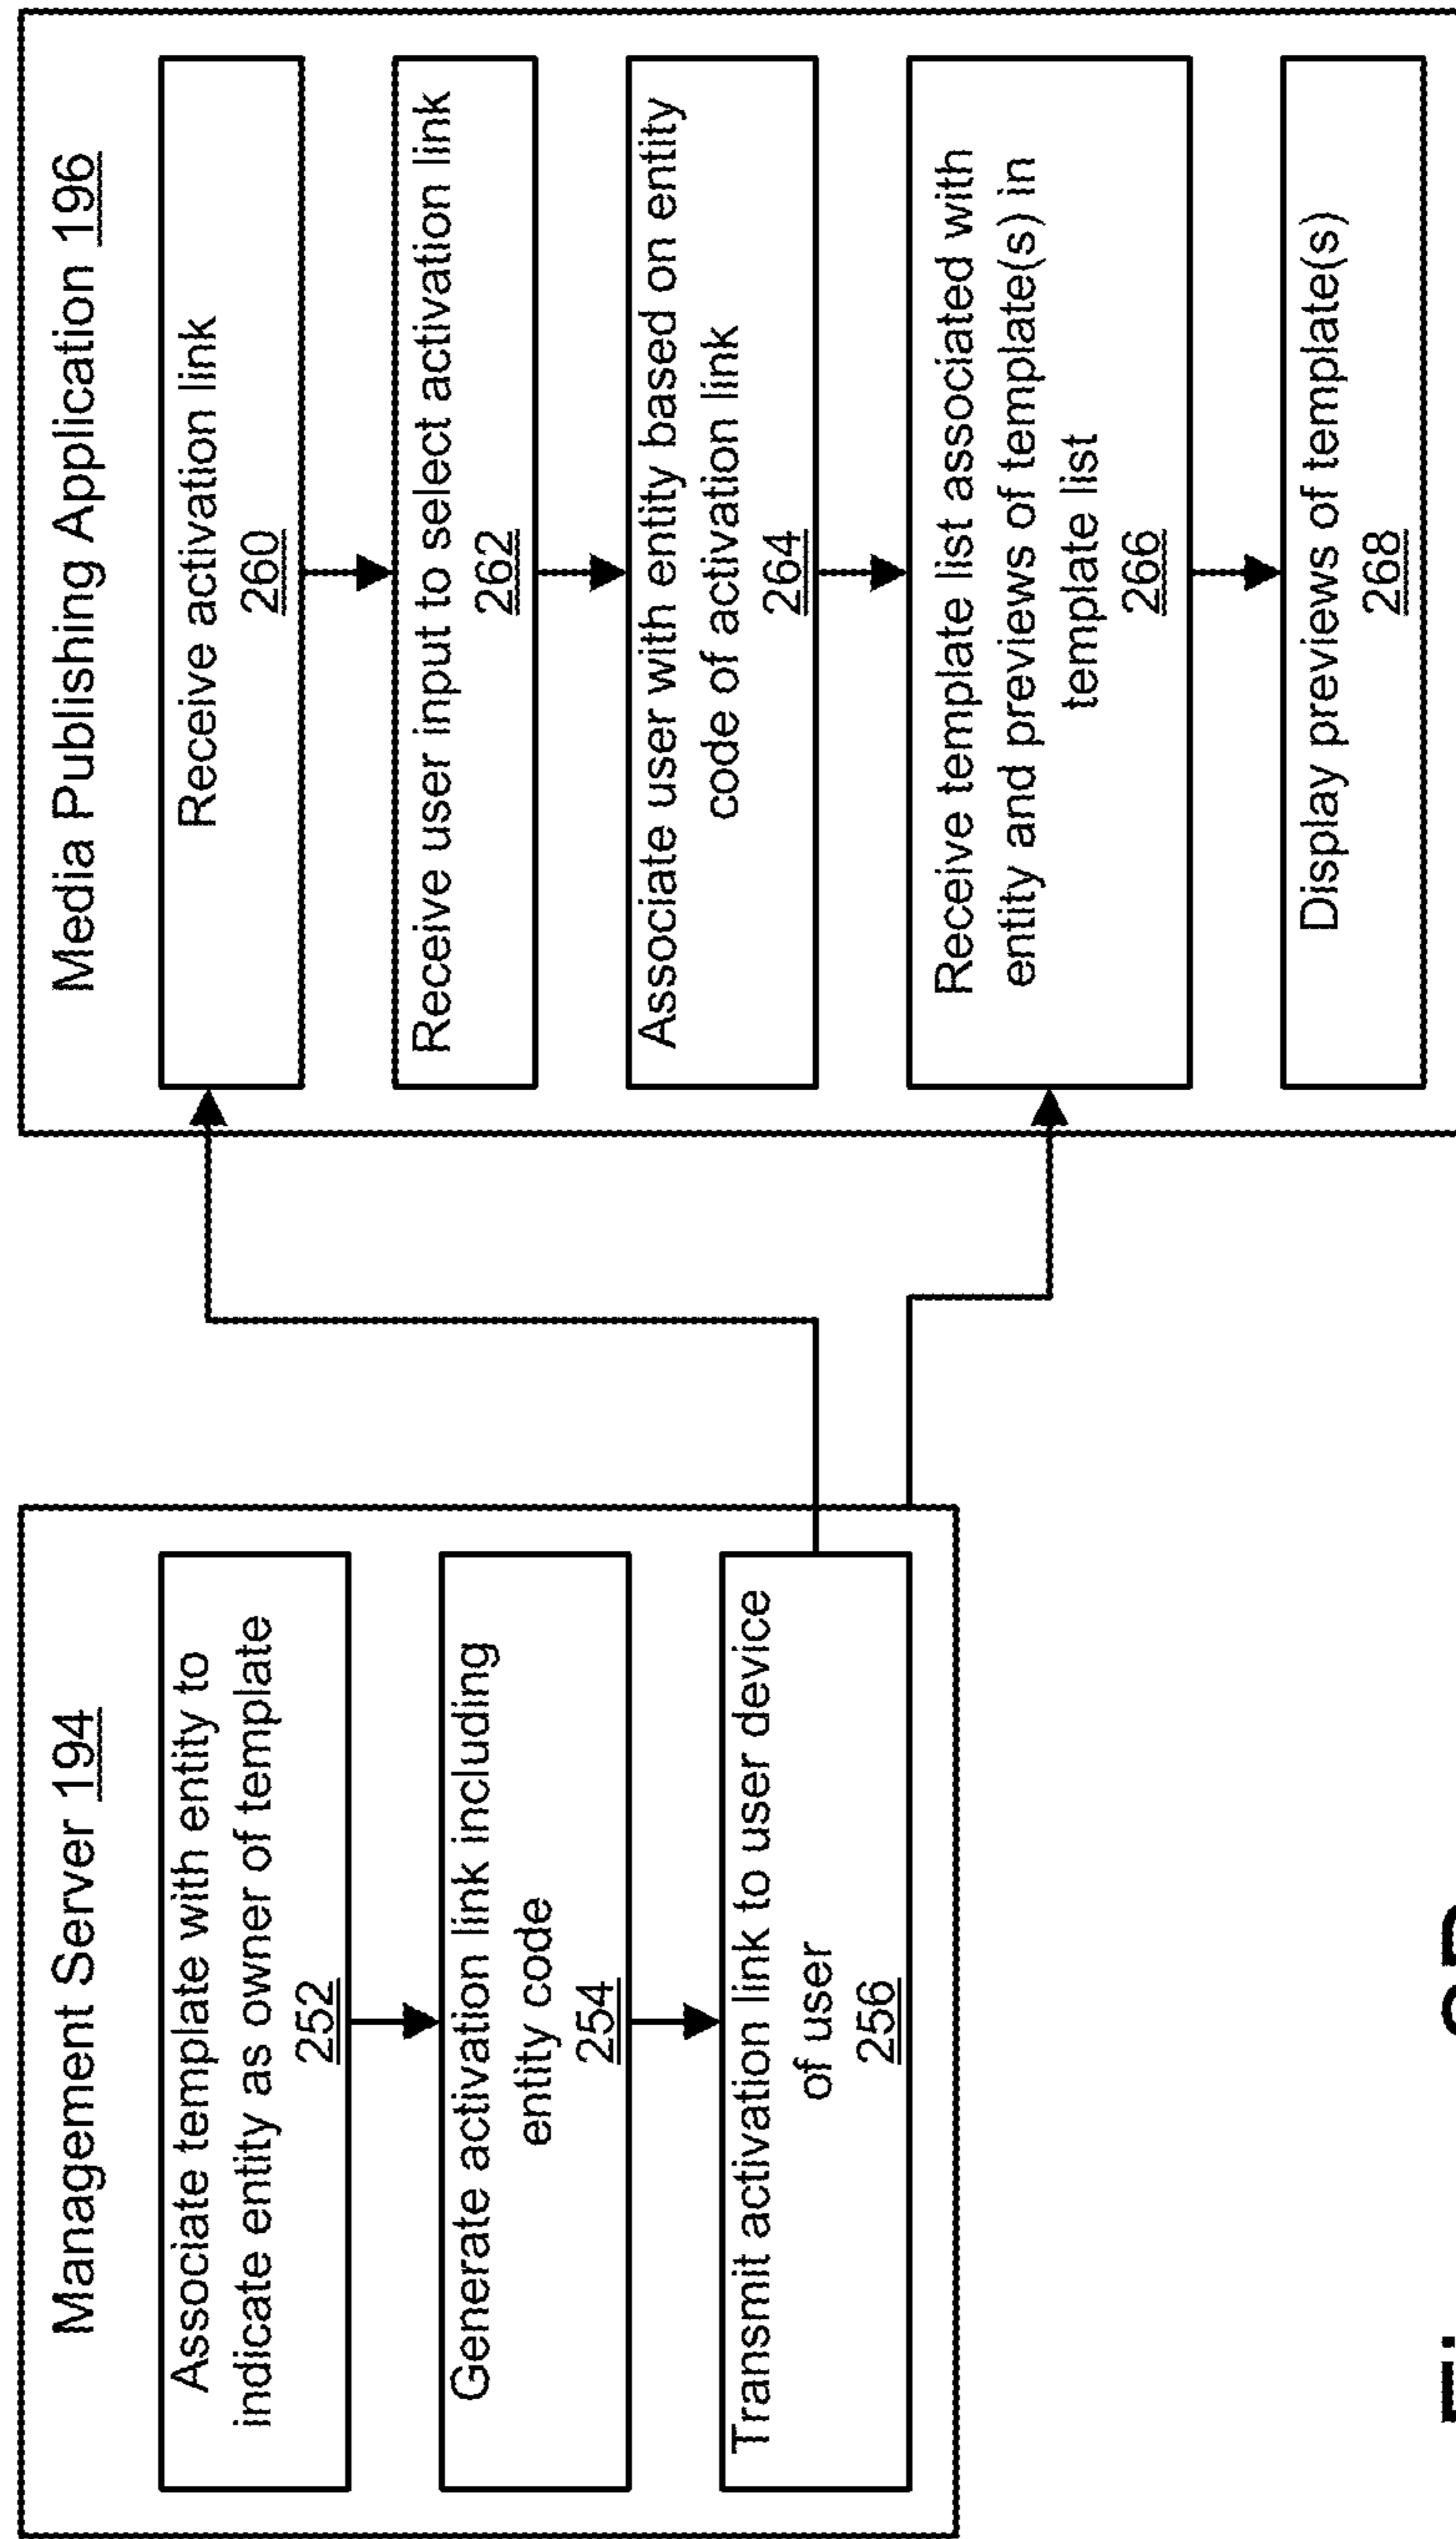 Management Server 194
Associate template with entity to
indicate entity as owner of template
252
Generate activation link including
entity code
254
Transmit activation link to user device
of user
256
Media Publishing Application 196
Receive activation link
260
Receive user input to select activation link
262
Associate user with entity based on entity
code of activation link
264
Receive template list associated with
entity and previews of template(s) in
template list
266
Display previews of template(s)
268